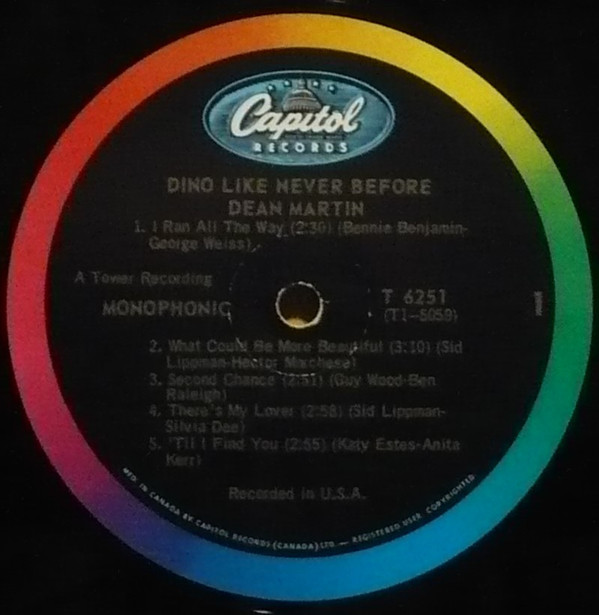 Capitol
RECORDS
DINO LIKE NEVER BEFORE
DEAN MARTIN
1. I Ran All The Way (2:30) (Bennie Benjamin-
George Weiss)
A Tower Recording
MONOPHONIC
T 6251
(T1-5059)
2. What Could Be More Beautiful (3:10) (Sid
Lippman-Hector Marchese)
3. Second Chance (2:51) (Guy Wood-Ben
Raleigh)
4. There's My Lover (2:58) (Sid Lippman-
Silvia Dee)
5. 'Til I Find You (2:55) (Katy Estes-Anita
Kerr)
Recorded in U.S.A.
MFD. IN CANADA BY CAPITOL RECORDS (CANADA) LTD. — REGISTERED USER. COPYRIGHTED